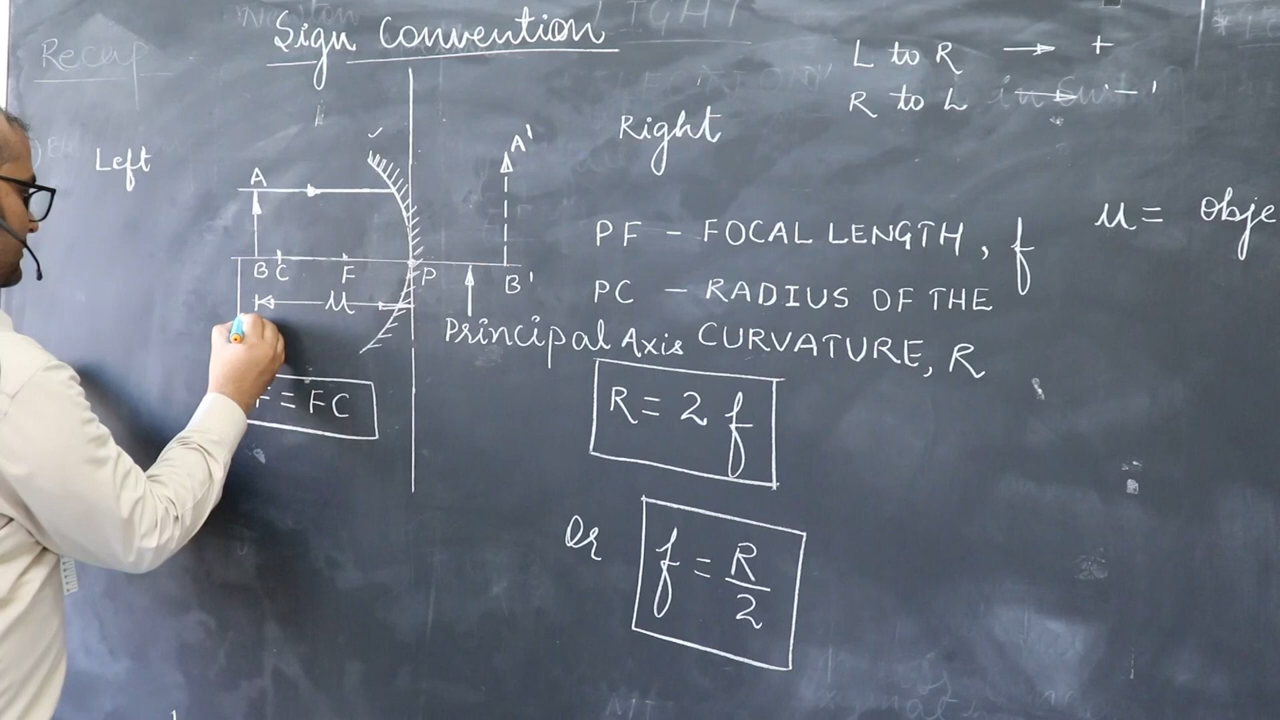 Sign Convention
Recap
L to R → +
R to L → -
Left
Right
A
A'
B C F P B'
u
PF - FOCAL LENGTH, f
PC - RADIUS OF THE
CURVATURE, R
Principal Axis
u = Obje
F = FC
R = 2 f
Or
f = R
2